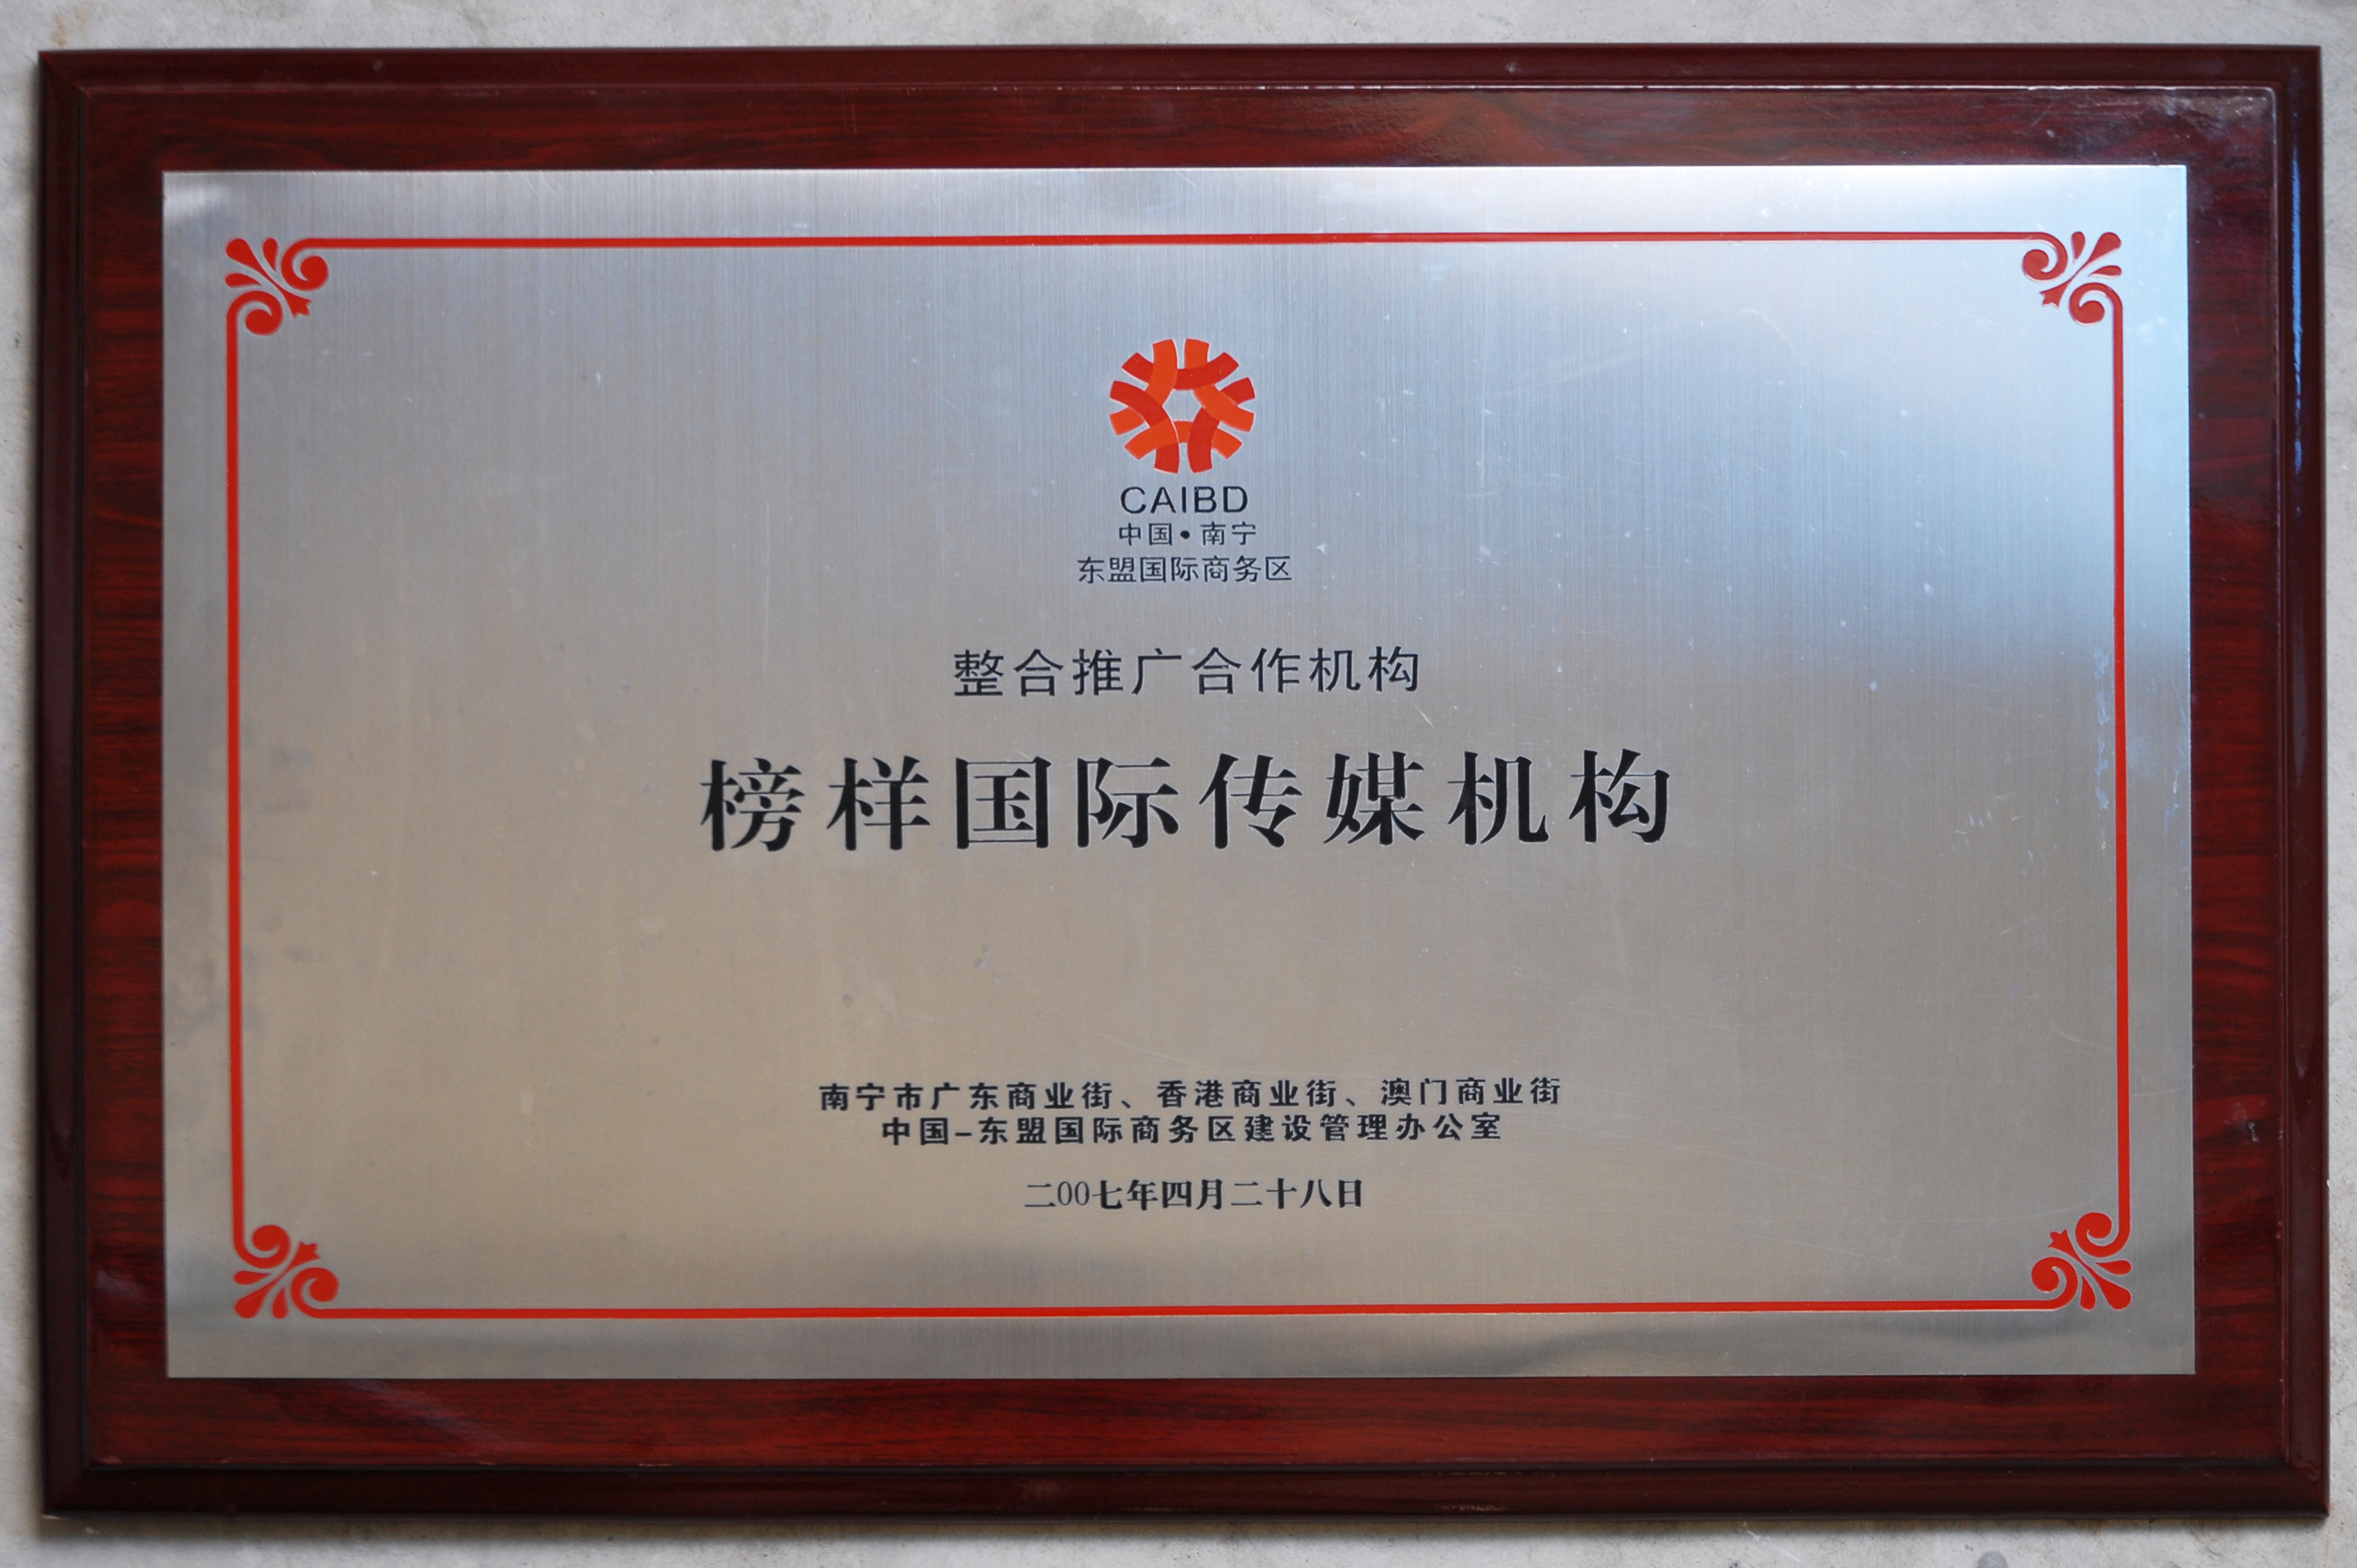 CAIBD
中国•南宁
东盟国际商务区
整合推广合作机构
榜样国际传媒机构
南宁市广东商业街、香港商业街、澳门商业街
中国-东盟国际商务区建设管理办公室
二00七年四月二十八日